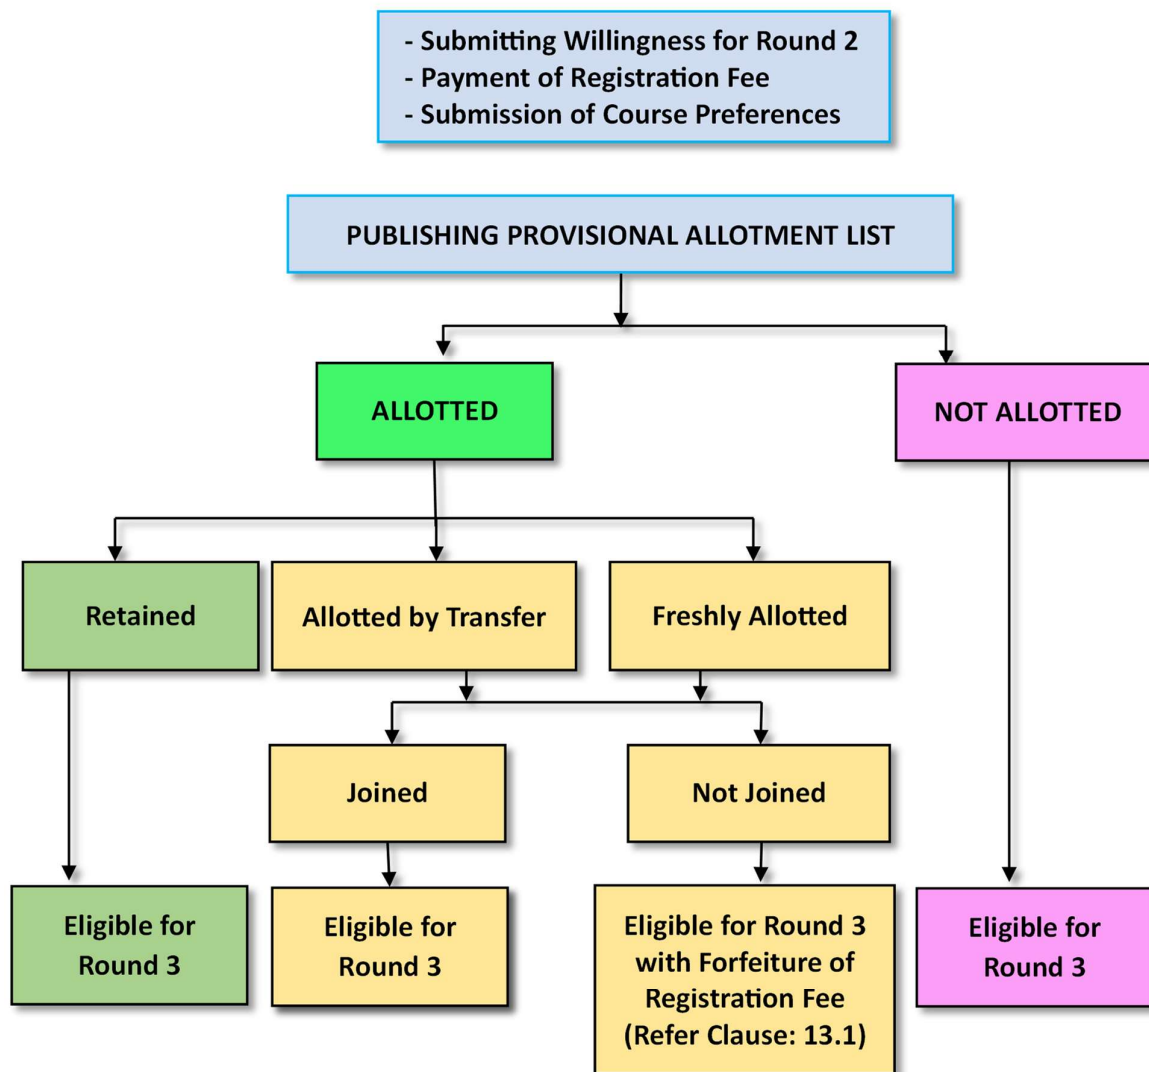 - Submitting Willingness for Round 2
- Payment of Registration Fee
- Submission of Course Preferences
PUBLISHING PROVISIONAL ALLOTMENT LIST
ALLOTTED
NOT ALLOTTED
Retained
Allotted by Transfer
Freshly Allotted
Joined
Not Joined
Eligible for
Round 3
Eligible for
Round 3
Eligible for Round 3
with Forfeiture of
Registration Fee
(Refer Clause: 13.1)
Eligible for
Round 3